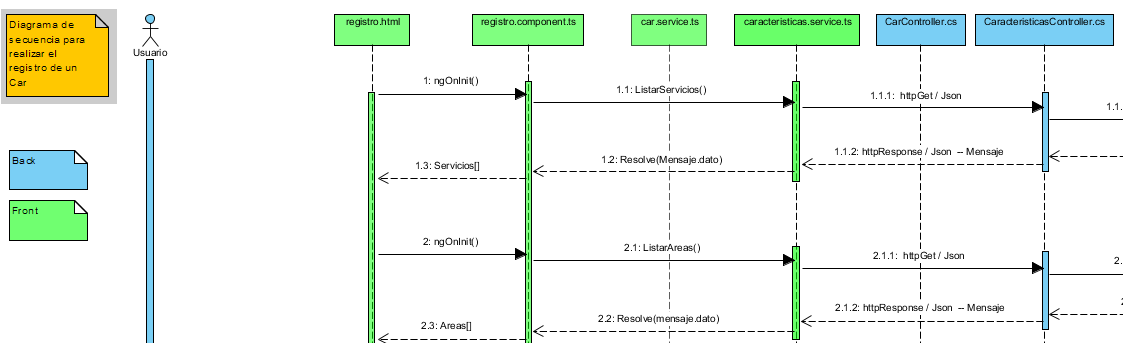 Diagrama de
secuencia para
realizar el
registro de un
Car
Usuario
Back
Front
registro.html
registro.component.ts
car.service.ts
caracteristicas.service.ts
CarController.cs
CaracteristicasController.cs
1: ngOnInit()
1.1: ListarServicios()
1.1.1: httpGet / Json
1.1.
1.1.2: httpResponse / Json -- Mensaje
1.2: Resolve(Mensaje.dato)
1.3: Servicios[]
2: ngOnInit()
2.1: ListarAreas()
2.1.1: httpGet / Json
2.
2.1.2: httpResponse / Json -- Mensaje
2.2: Resolve(mensaje.dato)
2.3: Areas[]